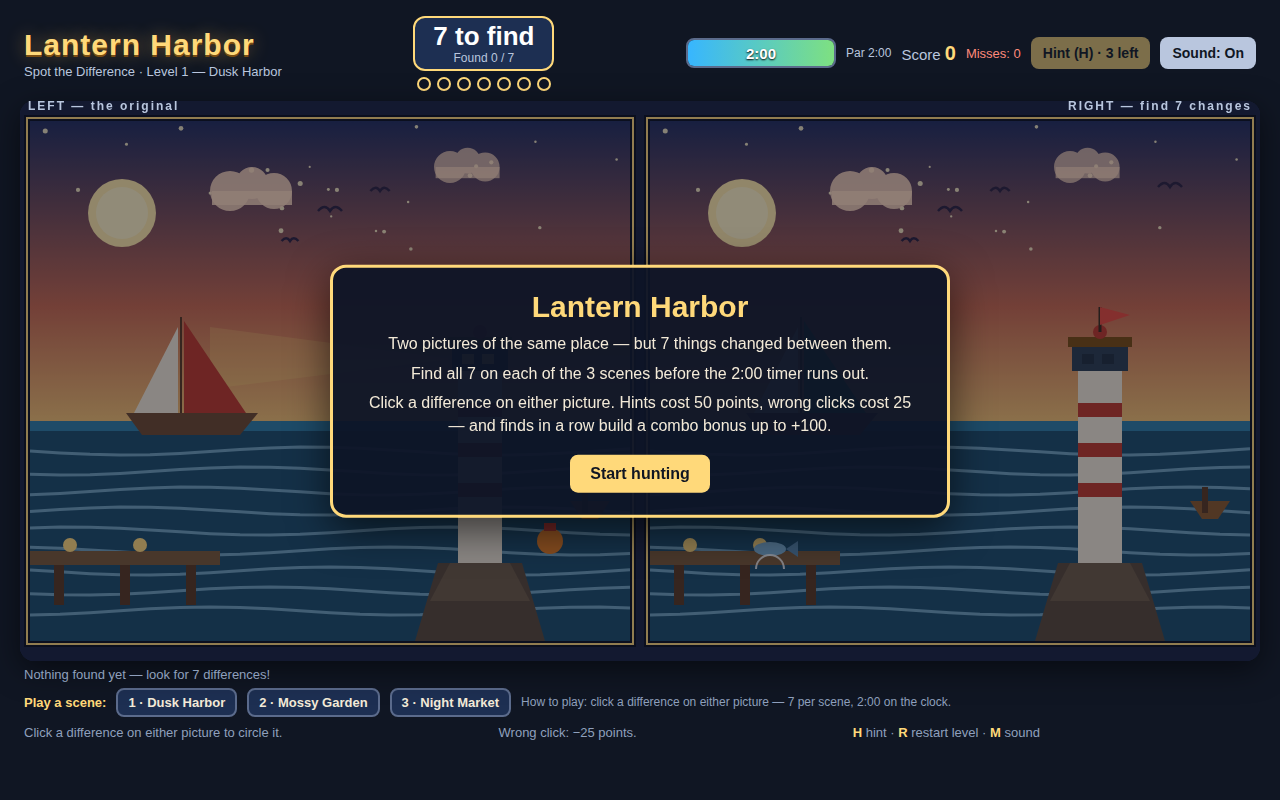 Lantern Harbor
Spot the Difference · Level 1 — Dusk Harbor
7 to find
Found 0 / 7
2:00
Par 2:00
Score 0
Misses: 0
Hint (H) · 3 left
Sound: On
LEFT — the original
RIGHT — find 7 changes
Lantern Harbor
Two pictures of the same place — but 7 things changed between them.
Find all 7 on each of the 3 scenes before the 2:00 timer runs out.
Click a difference on either picture. Hints cost 50 points, wrong clicks cost 25
— and finds in a row build a combo bonus up to +100.
Start hunting
Nothing found yet — look for 7 differences!
Play a scene:
1 · Dusk Harbor
2 · Mossy Garden
3 · Night Market
How to play: click a difference on either picture — 7 per scene, 2:00 on the clock.
Click a difference on either picture to circle it.
Wrong click: −25 points.
H hint · R restart level · M sound